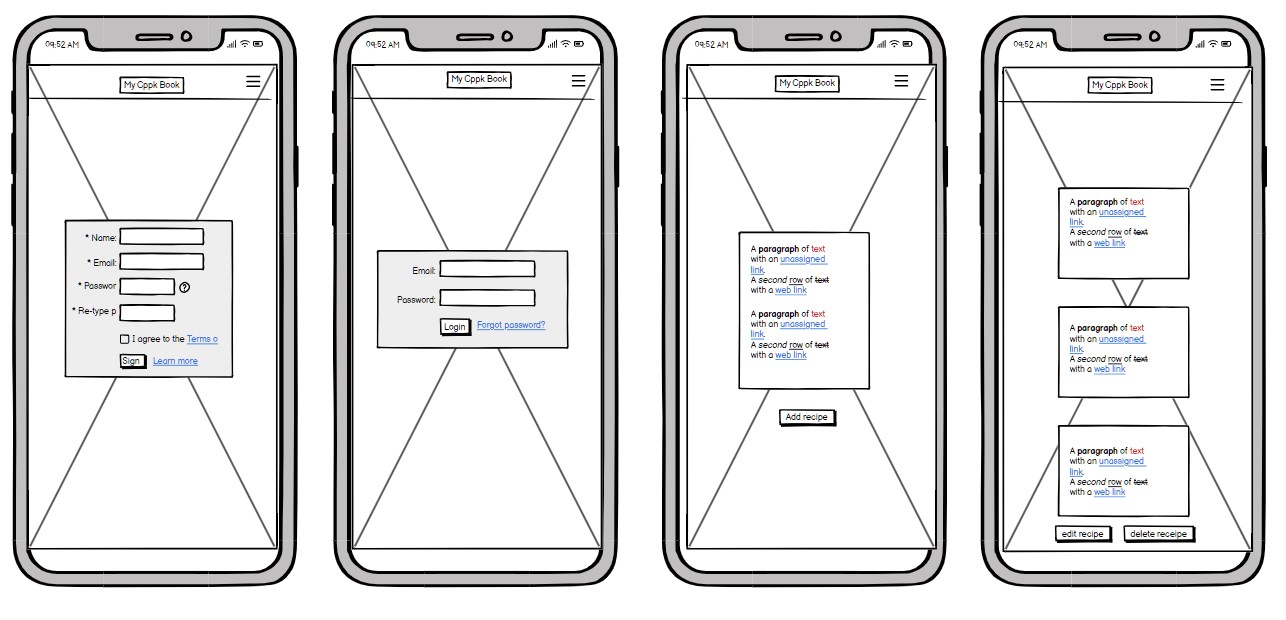 09:52 AM
My Cppk Book
* Name:
* Email:
* Passwor
?
* Re-type p
I agree to the Terms o
Sign
Learn more
09:52 AM
My Cppk Book
Email:
Password:
Login
Forgot password?
09:52 AM
My Cppk Book
A paragraph of text
with an unassigned
link.
A second row of text
with a web link
A paragraph of text
with an unassigned
link.
A second row of text
with a web link
Add recipe
09:52 AM
My Cppk Book
A paragraph of text
with an unassigned
link.
A second row of text
with a web link
A paragraph of text
with an unassigned
link.
A second row of text
with a web link
A paragraph of text
with an unassigned
link.
A second row of text
with a web link
edit recipe
delete receipe